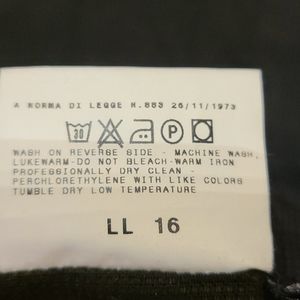 A NORMA DI LEGGE N.883 26/11/1973
30 P
WASH ON REVERSE SIDE - MACHINE WASH,
LUKEWARM-DO NOT BLEACH-WARM IRON
PROFESSIONALLY DRY CLEAN -
PERCHLORETHYLENE WITH LIKE COLORS
TUMBLE DRY LOW TEMPERATURE
LL 16